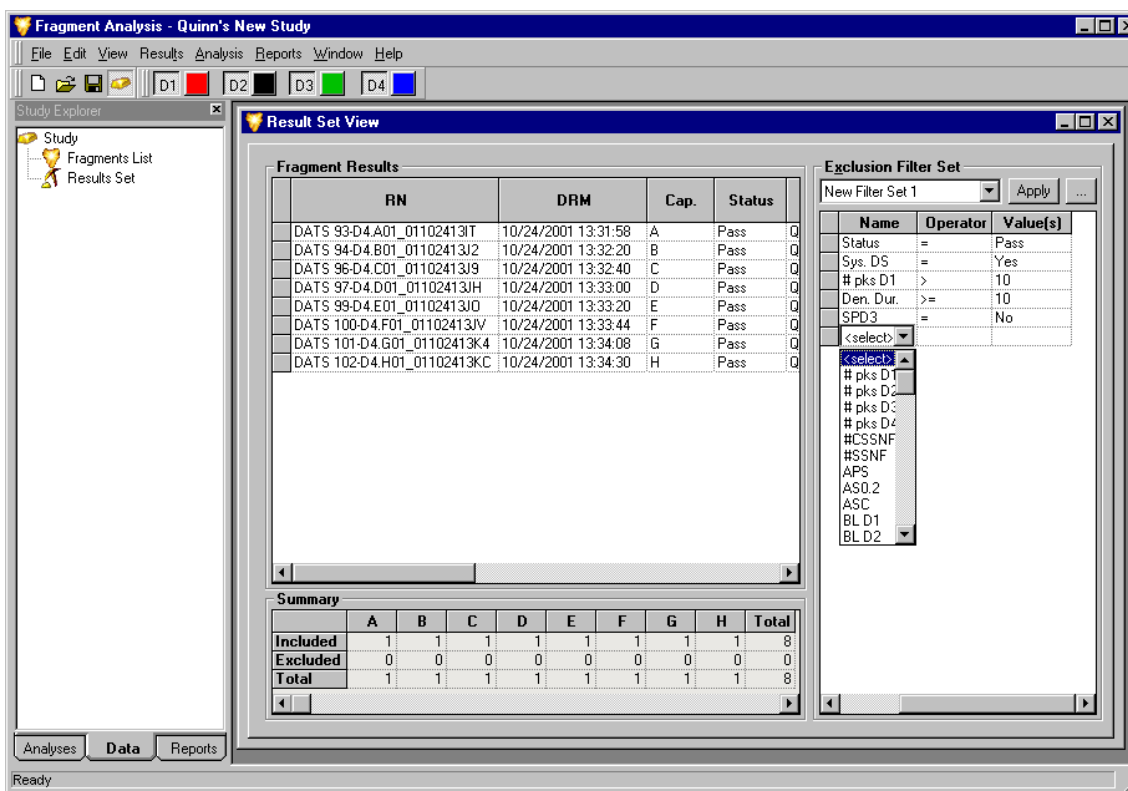 Fragment Analysis - Quinn's New Study
File Edit View Results Analysis Reports Window Help
D1 D2 D3 D4
Study Explorer
Study
Fragments List
Results Set
Analyses Data Reports
Result Set View
Fragment Results
RN DRM Cap. Status
DATS 93-D4.A01_01102413IT 10/24/2001 13:31:58 A Pass Q
DATS 94-D4.B01_01102413J2 10/24/2001 13:32:20 B Pass Q
DATS 96-D4.C01_01102413J9 10/24/2001 13:32:40 C Pass Q
DATS 97-D4.D01_01102413JH 10/24/2001 13:33:00 D Pass Q
DATS 99-D4.E01_01102413JO 10/24/2001 13:33:20 E Pass Q
DATS 100-D4.F01_01102413JV 10/24/2001 13:33:44 F Pass Q
DATS 101-D4.G01_01102413K4 10/24/2001 13:34:08 G Pass Q
DATS 102-D4.H01_01102413KC 10/24/2001 13:34:30 H Pass Q
Summary
A B C D E F G H Total
Included 1 1 1 1 1 1 1 1 8
Excluded 0 0 0 0 0 0 0 0 0
Total 1 1 1 1 1 1 1 1 8
Exclusion Filter Set
New Filter Set 1 Apply ...
Name Operator Value(s)
Status = Pass
Sys. DS = Yes
# pks D1 > 10
Den. Dur. >= 10
SPD3 = No
<select>
<select>
# pks D1
# pks D2
# pks D3
# pks D4
#CSSNF
#SSNF
APS
AS0.2
ASC
BL D1
BL D2
Ready